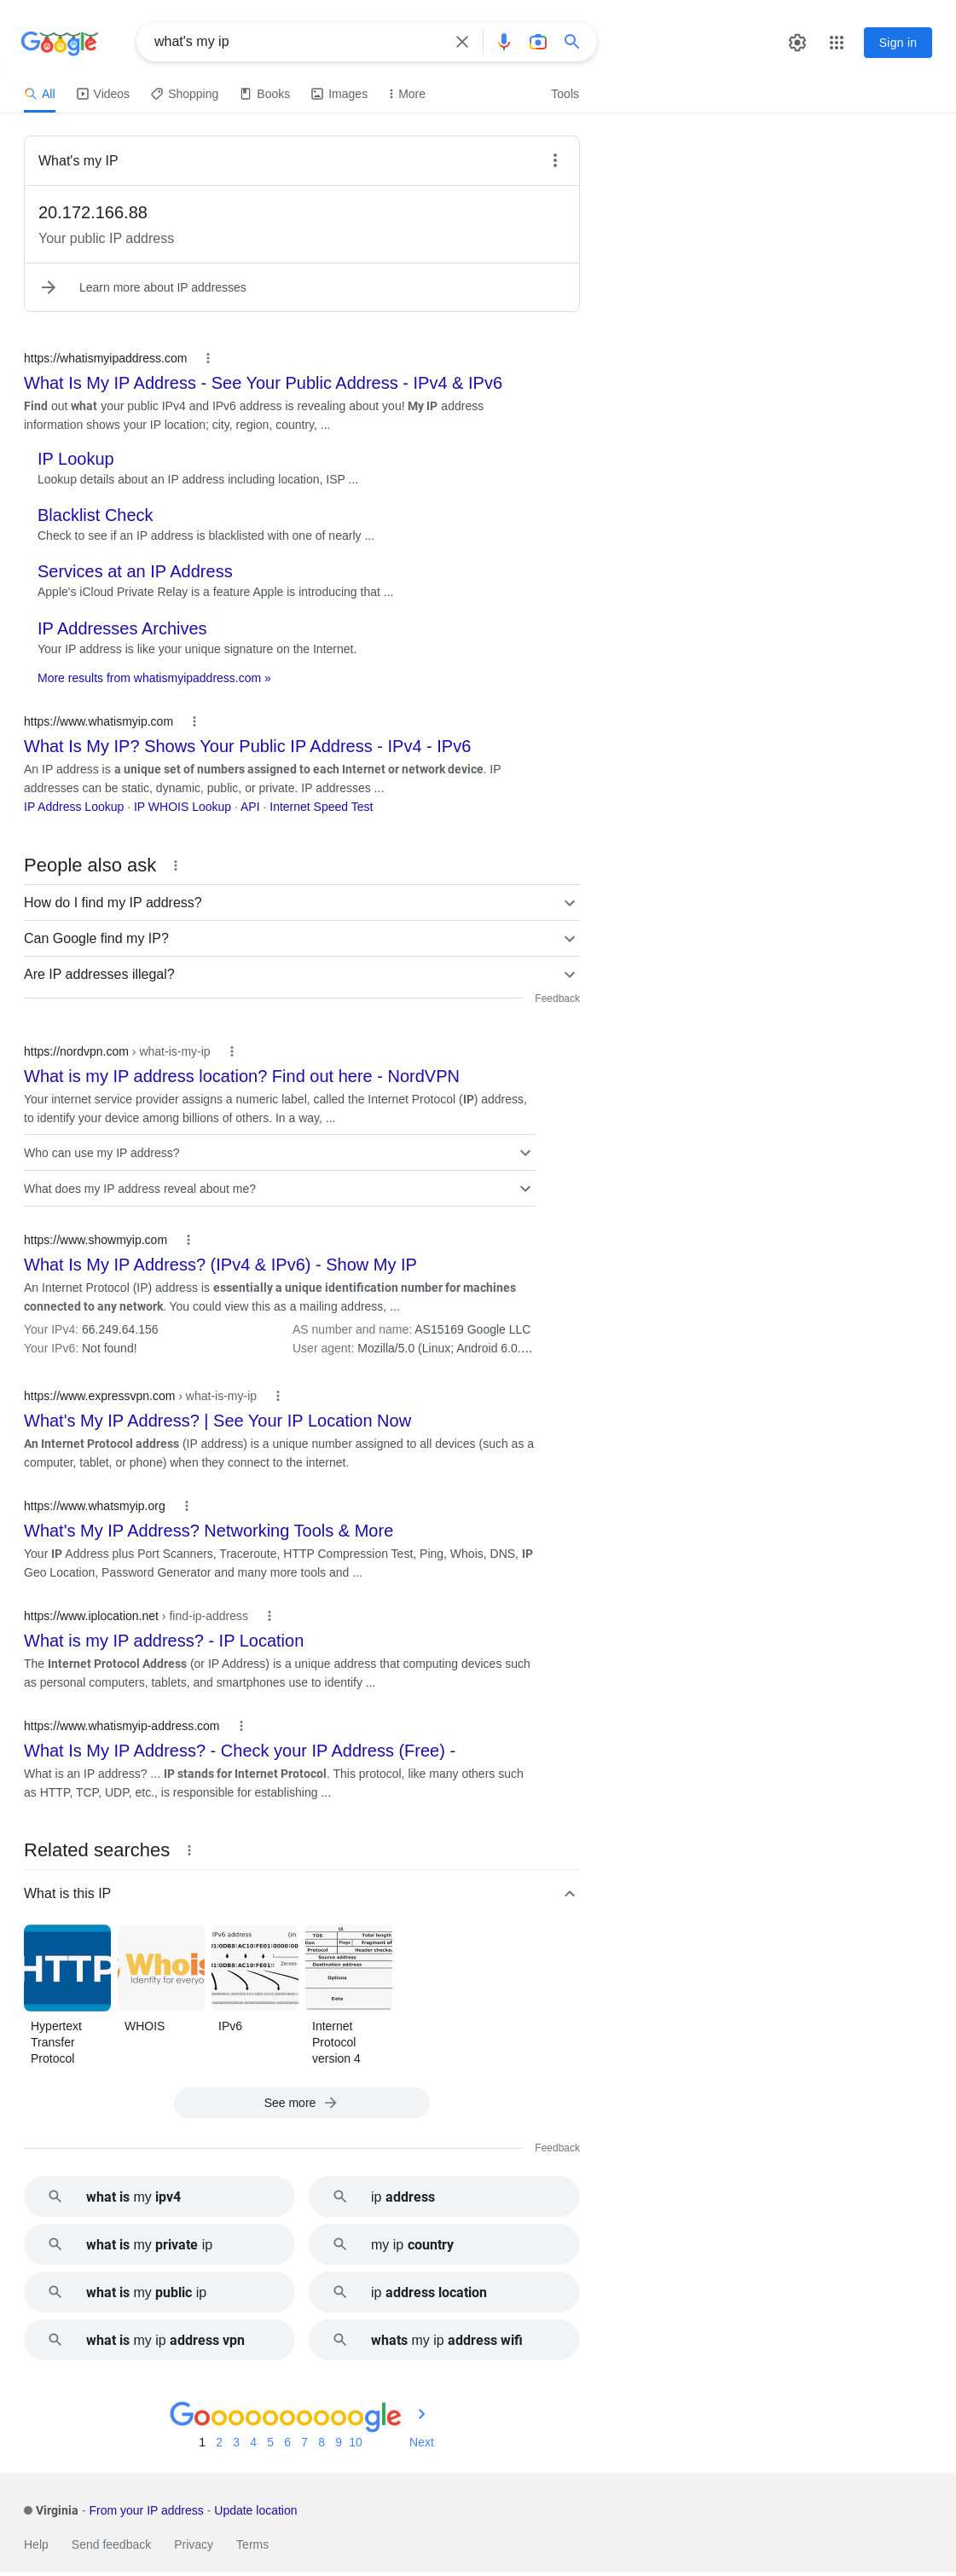 Google
what's my ip
Sign in
All
Videos
Shopping
Books
Images
More
Tools
What's my IP
20.172.166.88
Your public IP address
Learn more about IP addresses
https://whatismyipaddress.com
What Is My IP Address - See Your Public Address - IPv4 & IPv6
Find out what your public IPv4 and IPv6 address is revealing about you! My IP address
information shows your IP location; city, region, country, ...
IP Lookup
Lookup details about an IP address including location, ISP ...
Blacklist Check
Check to see if an IP address is blacklisted with one of nearly ...
Services at an IP Address
Apple's iCloud Private Relay is a feature Apple is introducing that ...
IP Addresses Archives
Your IP address is like your unique signature on the Internet.
More results from whatismyipaddress.com »
https://www.whatismyip.com
What Is My IP? Shows Your Public IP Address - IPv4 - IPv6
An IP address is a unique set of numbers assigned to each Internet or network device. IP
addresses can be static, dynamic, public, or private. IP addresses ...
IP Address Lookup · IP WHOIS Lookup · API · Internet Speed Test
People also ask
How do I find my IP address?
Can Google find my IP?
Are IP addresses illegal?
Feedback
https://nordvpn.com › what-is-my-ip
What is my IP address location? Find out here - NordVPN
Your internet service provider assigns a numeric label, called the Internet Protocol (IP) address,
to identify your device among billions of others. In a way, ...
Who can use my IP address?
What does my IP address reveal about me?
https://www.showmyip.com
What Is My IP Address? (IPv4 & IPv6) - Show My IP
An Internet Protocol (IP) address is essentially a unique identification number for machines
connected to any network. You could view this as a mailing address, ...
Your IPv4: 66.249.64.156
AS number and name: AS15169 Google LLC
Your IPv6: Not found!
User agent: Mozilla/5.0 (Linux; Android 6.0....
https://www.expressvpn.com › what-is-my-ip
What's My IP Address? | See Your IP Location Now
An Internet Protocol address (IP address) is a unique number assigned to all devices (such as a
computer, tablet, or phone) when they connect to the internet.
https://www.whatsmyip.org
What's My IP Address? Networking Tools & More
Your IP Address plus Port Scanners, Traceroute, HTTP Compression Test, Ping, Whois, DNS, IP
Geo Location, Password Generator and many more tools and ...
https://www.iplocation.net › find-ip-address
What is my IP address? - IP Location
The Internet Protocol Address (or IP Address) is a unique address that computing devices such
as personal computers, tablets, and smartphones use to identify ...
https://www.whatismyip-address.com
What Is My IP Address? - Check your IP Address (Free) -
What is an IP address? ... IP stands for Internet Protocol. This protocol, like many others such
as HTTP, TCP, UDP, etc., is responsible for establishing ...
Related searches
What is this IP
HTTP
Whois
Identity for everyo
IPv6 address (in
Zeroes
16
TOS Total length
Flags Fragment of
Protocol Header checksu
Source address
Destination address
Options
Data
Hypertext
Transfer
Protocol
WHOIS
IPv6
Internet
Protocol
version 4
See more
Feedback
what is my ipv4
ip address
what is my private ip
my ip country
what is my public ip
ip address location
what is my ip address vpn
whats my ip address wifi
Goooooooooogle
1 2 3 4 5 6 7 8 9 10 Next
Virginia - From your IP address - Update location
Help Send feedback Privacy Terms